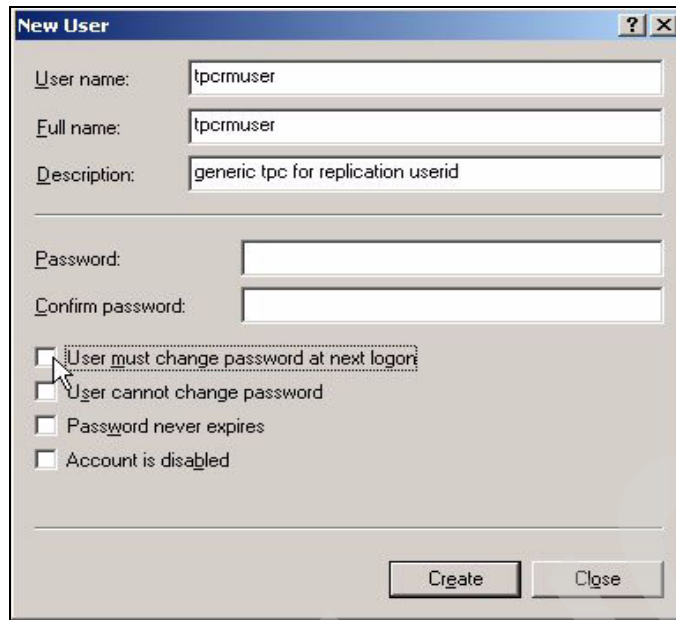 New User
User name: tpcrmuser
Full name: tpcrmuser
Description: generic tpc for replication userid
Password:
Confirm password:
User must change password at next logon
User cannot change password
Password never expires
Account is disabled
Create Close